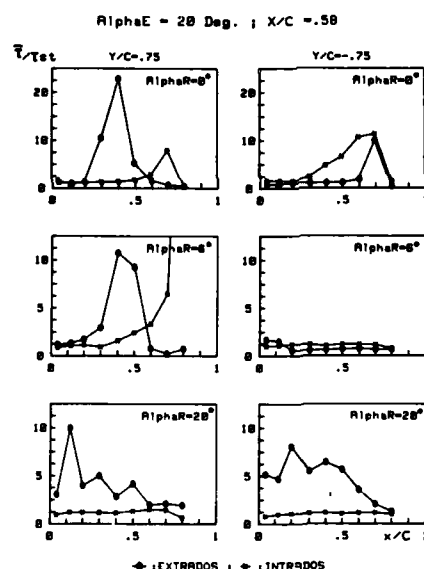 AlphaE = 20 Deg. ; X/C =.58
τ̄/τst Y/C=.75 Y/C=-.75
AlphaR=0° AlphaR=0°
20 20
10 10
0 0
0 .5 1 0 .5 1
AlphaR=6° AlphaR=6°
10 10
5 5
0 0
0 .5 1 0 .5 1
AlphaR=20° AlphaR=20°
10 10
5 5
0 0
0 .5 1 0 .5 x/C
:EXTRADOS ; :INTRADOS